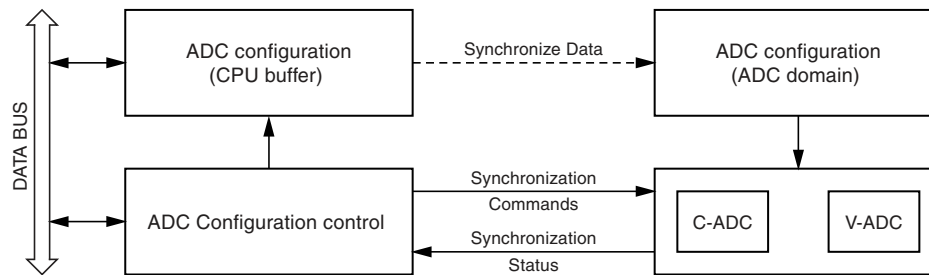 DATA BUS
ADC configuration
(CPU buffer)
Synchronize Data
ADC configuration
(ADC domain)
ADC Configuration control
Synchronization
Commands
Synchronization
Status
C-ADC
V-ADC